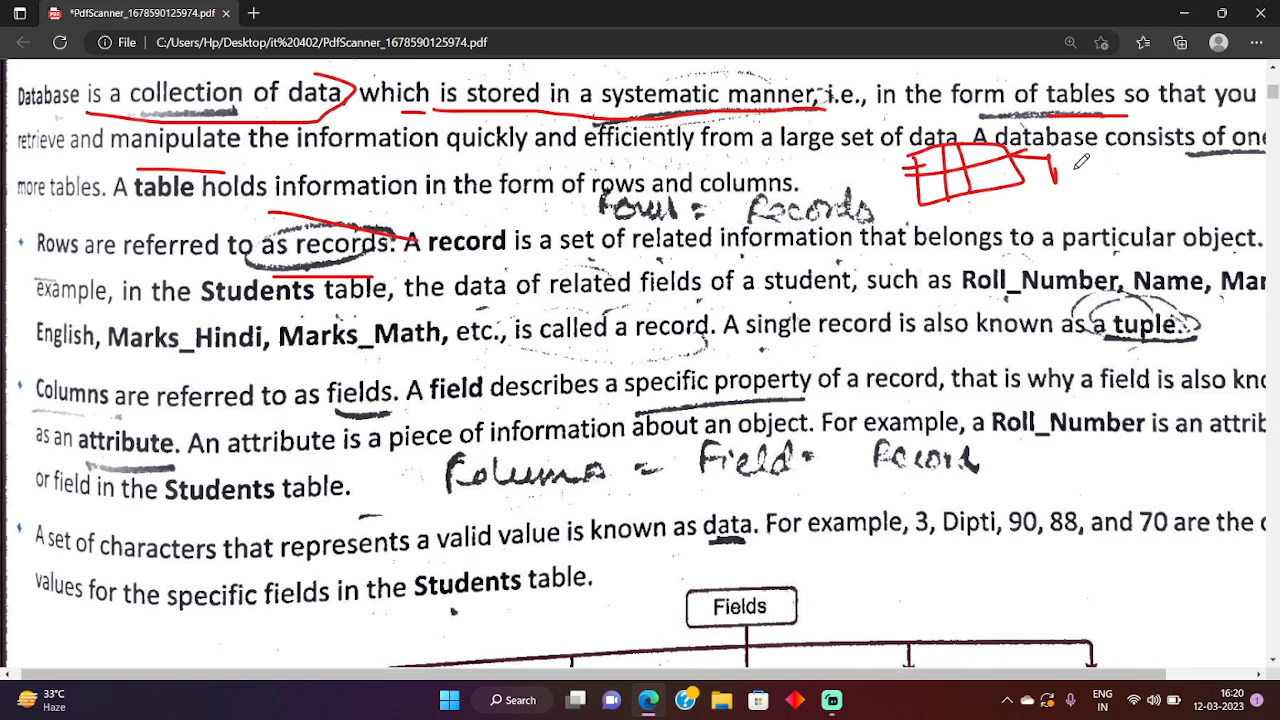 *PdfScanner_1678590125974.pdf
File C:/Users/Hp/Desktop/it%20402/PdfScanner_1678590125974.pdf
Database is a collection of data, which is stored in a systematic manner, i.e., in the form of tables so that you
retrieve and manipulate the information quickly and efficiently from a large set of data. A database consists of one
more tables. A table holds information in the form of rows and columns.
Rows = Records
Rows are referred to as records. A record is a set of related information that belongs to a particular object.
example, in the Students table, the data of related fields of a student, such as Roll_Number, Name, Mar
English, Marks_Hindi, Marks_Math, etc., is called a record. A single record is also known as a tuple.
Columns are referred to as fields. A field describes a specific property of a record, that is why a field is also kno
as an attribute. An attribute is a piece of information about an object. For example, a Roll_Number is an attrib
Columns = Field = Record
or field in the Students table.
A set of characters that represents a valid value is known as data. For example, 3, Dipti, 90, 88, and 70 are the d
values for the specific fields in the Students table.
Fields
33°C
Haze
Search
ENG
IN
16:20
12-03-2023